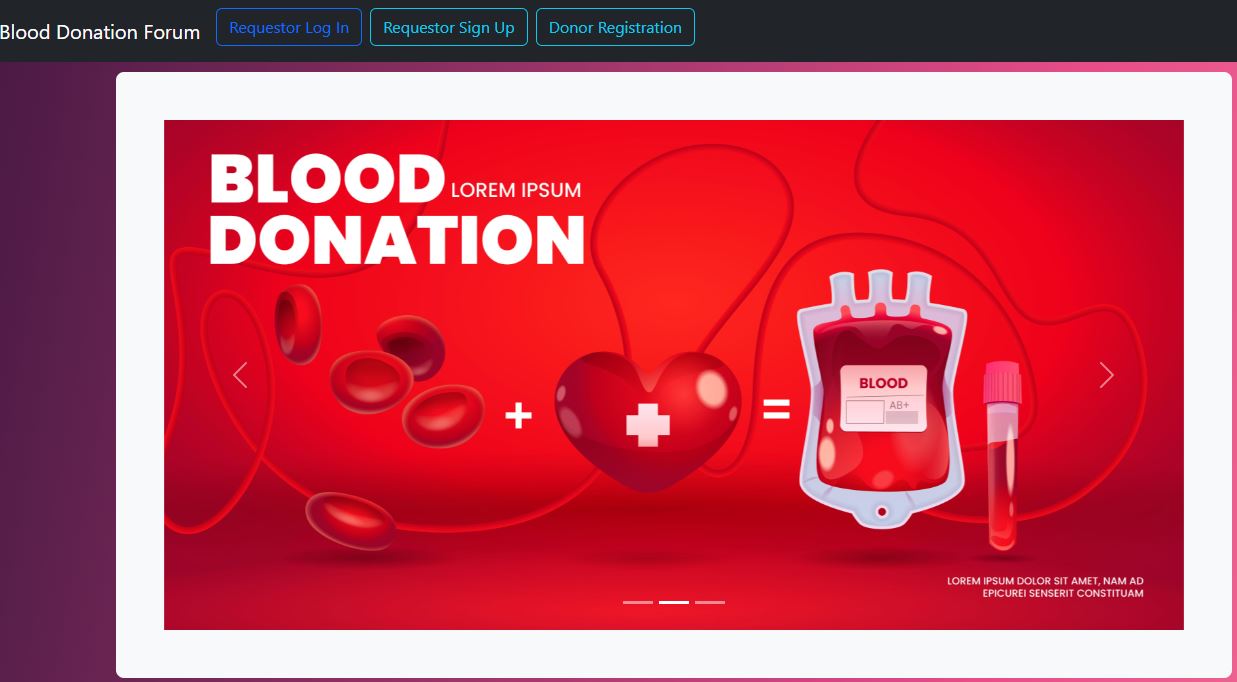 Blood Donation Forum Requestor Log In Requestor Sign Up Donor Registration
BLOOD LOREM IPSUM
DONATION
+ =
BLOOD
AB+
LOREM IPSUM DOLOR SIT AMET, NAM AD
EPICUREI SENSERIT CONSTITUAM